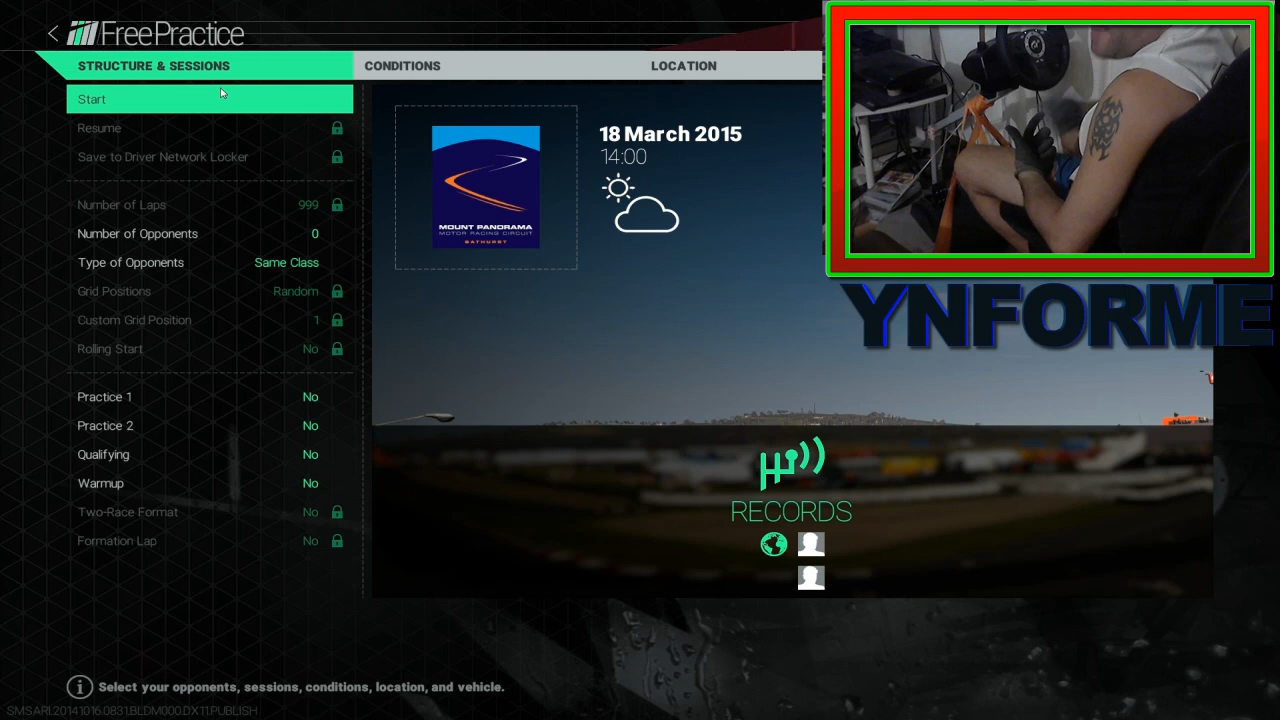 FreePractice
STRUCTURE & SESSIONS
CONDITIONS
LOCATION
Start
Resume
Save to Driver Network Locker
Number of Laps 999
Number of Opponents 0
Type of Opponents Same Class
Grid Positions Random
Custom Grid Position 1
Rolling Start No
Practice 1 No
Practice 2 No
Qualifying No
Warmup No
Two-Race Format No
Formation Lap No
MOUNT PANORAMA
MOTOR RACING CIRCUIT
BATHURST
18 March 2015
14:00
YNFORME
RECORDS
Select your opponents, sessions, conditions, location, and vehicle.
SMSARI.20141016.0831.BLDM000.DX11.PUBLISH